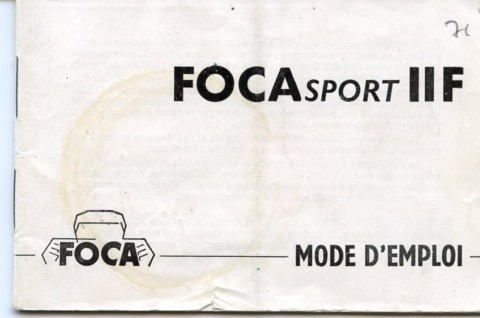 71
FOCASPORT IIF
FOCA
MODE D'EMPLOI